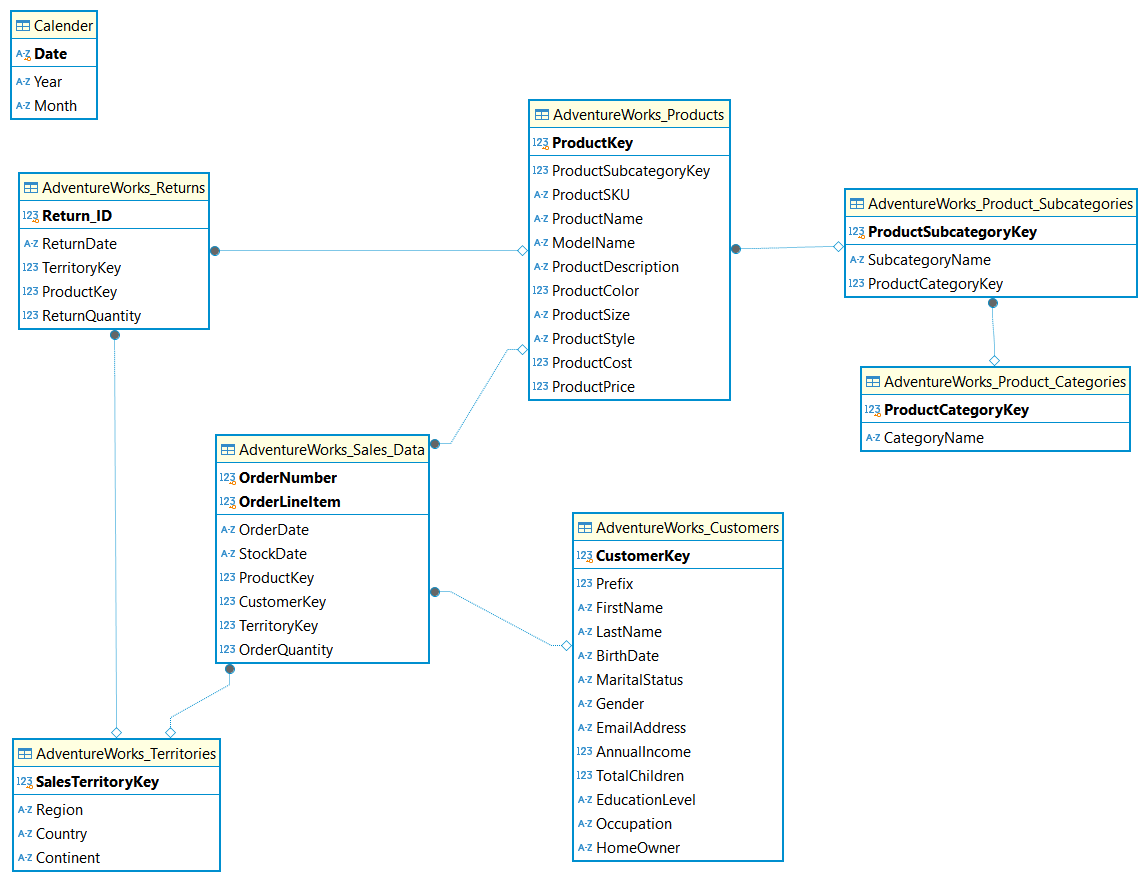 Calender
A-Z Date
A-Z Year
A-Z Month
AdventureWorks_Returns
123 Return_ID
A-Z ReturnDate
123 TerritoryKey
123 ProductKey
123 ReturnQuantity
AdventureWorks_Products
123 ProductKey
123 ProductSubcategoryKey
A-Z ProductSKU
A-Z ProductName
A-Z ModelName
A-Z ProductDescription
123 ProductColor
A-Z ProductSize
A-Z ProductStyle
123 ProductCost
123 ProductPrice
AdventureWorks_Product_Subcategories
123 ProductSubcategoryKey
A-Z SubcategoryName
123 ProductCategoryKey
AdventureWorks_Product_Categories
123 ProductCategoryKey
A-Z CategoryName
AdventureWorks_Sales_Data
123 OrderNumber
123 OrderLineItem
A-Z OrderDate
A-Z StockDate
123 ProductKey
123 CustomerKey
123 TerritoryKey
123 OrderQuantity
AdventureWorks_Customers
123 CustomerKey
123 Prefix
A-Z FirstName
A-Z LastName
A-Z BirthDate
A-Z MaritalStatus
A-Z Gender
A-Z EmailAddress
123 AnnualIncome
123 TotalChildren
A-Z EducationLevel
A-Z Occupation
A-Z HomeOwner
AdventureWorks_Territories
123 SalesTerritoryKey
A-Z Region
A-Z Country
A-Z Continent